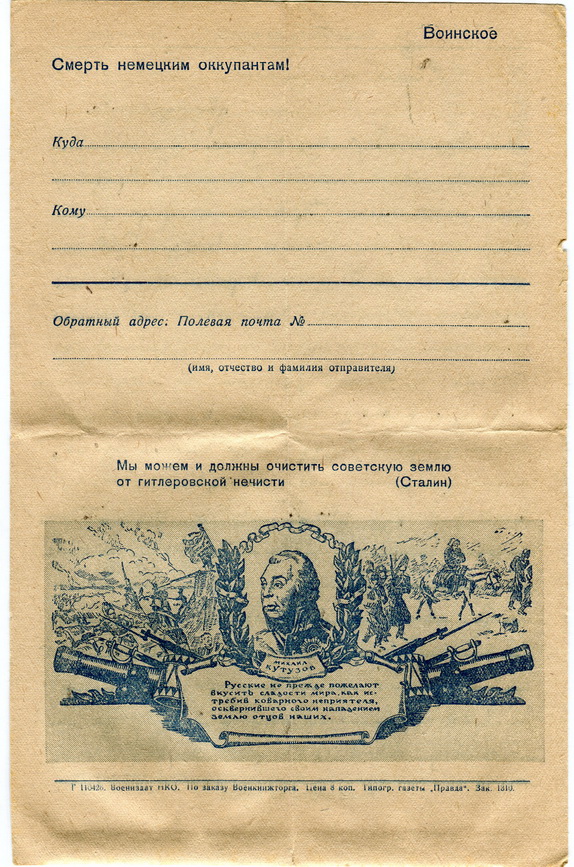 Воинское
Смерть немецким оккупантам!
Куда
Кому
Обратный адрес: Полевая почта №
(имя, отчество и фамилия отправителя)
Мы можем и должны очистить советскую землю
от гитлеровской нечисти (Сталин)
МИХАИЛ
КУТУЗОВ
Русские не прежде пожелают
вкусить сладости мира, как ис-
требив коварного неприятеля,
осквернившего своим нападением
землю отцов наших.
Г 110426. Воениздат НКО. По заказу Военкнижторга. Цена 8 коп. Типогр. газеты „Правда“. Зак. 1310.